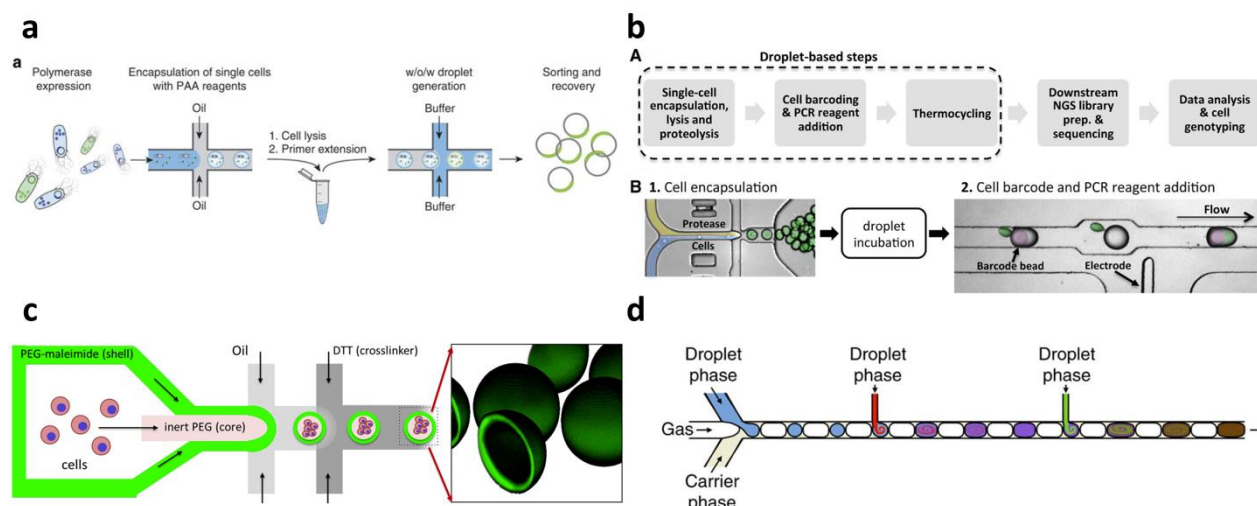 a
a
Polymerase
expression
Encapsulation of single cells
with PAA reagents
Oil
Oil
1. Cell lysis
2. Primer extension
w/o/w droplet
generation
Buffer
Buffer
Sorting and
recovery
b
A
Droplet-based steps
Single-cell
encapsulation,
lysis and
proteolysis
Cell barcoding
& PCR reagent
addition
Thermocycling
Downstream
NGS library
prep. &
sequencing
Data analysis
& cell
genotyping
B
1. Cell encapsulation
Protease
Cells
droplet
incubation
2. Cell barcode and PCR reagent addition
Flow
Barcode bead
Electrode
c
PEG-maleimide (shell)
Oil
DTT (crosslinker)
inert PEG (core)
cells
d
Droplet
phase
Droplet
phase
Droplet
phase
Gas
Carrier
phase